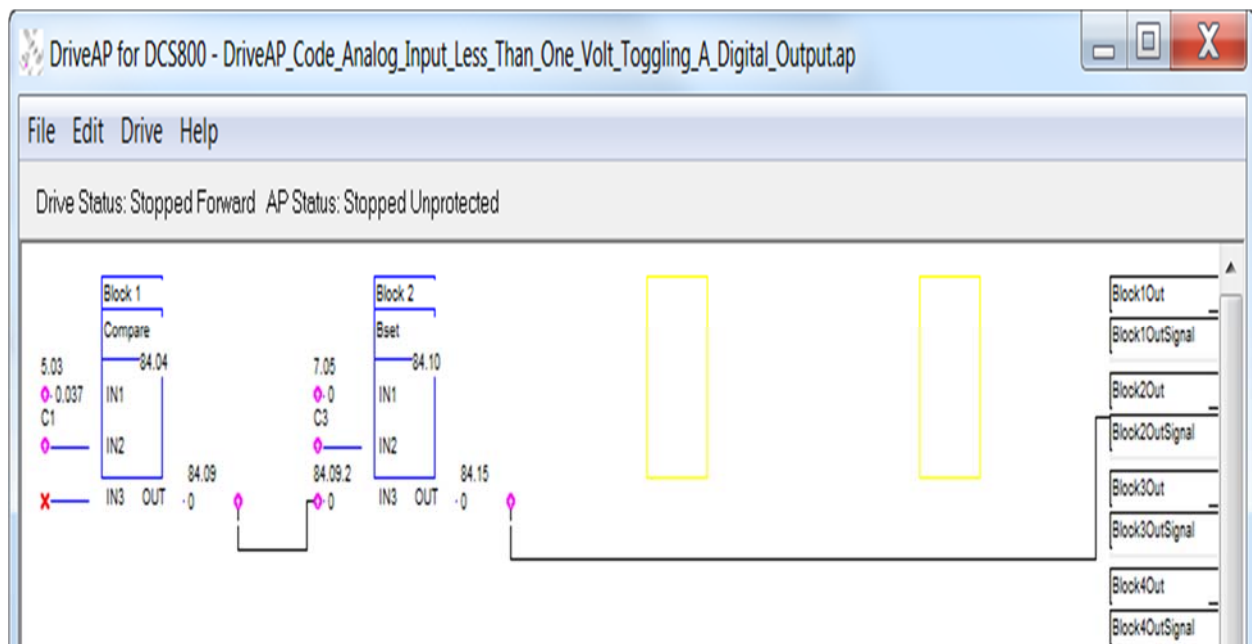 DriveAP for DCS800 - DriveAP_Code_Analog_Input_Less_Than_One_Volt_Toggling_A_Digital_Output.ap
File Edit Drive Help
Drive Status: Stopped Forward AP Status: Stopped Unprotected
Block 1
Compare
84.04
5.03
0.037
IN1
C1
IN2
84.09
IN3 OUT
0
Block 2
Bset
84.10
7.05
0
IN1
C3
IN2
84.09.2
84.15
0
IN3 OUT
0
Block1Out
Block1OutSignal
Block2Out
Block2OutSignal
Block3Out
Block3OutSignal
Block4Out
Block4OutSignal